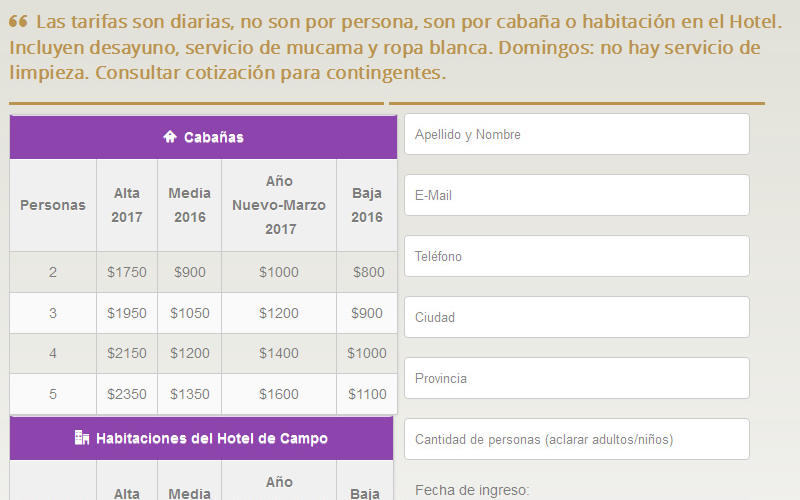 Las tarifas son diarias, no son por persona, son por cabaña o habitación en el Hotel.
Incluyen desayuno, servicio de mucama y ropa blanca. Domingos: no hay servicio de
limpieza. Consultar cotización para contingentes.
Cabañas
Personas Alta 2017 Media 2016 Año Nuevo-Marzo 2017 Baja 2016
2 $1750 $900 $1000 $800
3 $1950 $1050 $1200 $900
4 $2150 $1200 $1400 $1000
5 $2350 $1350 $1600 $1100
Habitaciones del Hotel de Campo
Alta Media Año Baja
Apellido y Nombre
E-Mail
Teléfono
Ciudad
Provincia
Cantidad de personas (aclarar adultos/niños)
Fecha de ingreso: